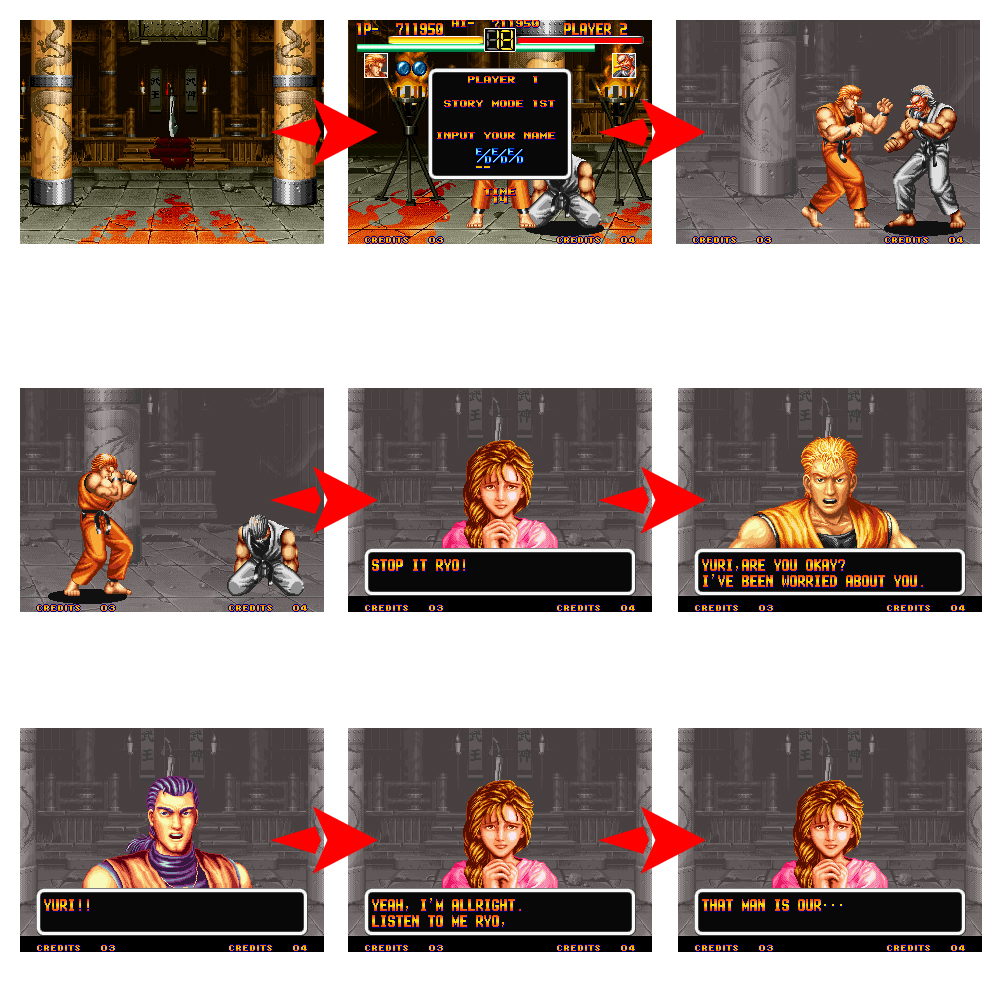 1P- 711950 HI- 711950 PLAYER 2
PLAYER 1
STORY MODE 1ST
INPUT YOUR NAME
TIME
CREDITS 03 CREDITS 04
CREDITS 03 CREDITS 04
CREDITS 03 CREDITS 04
STOP IT RYO!
CREDITS 03 CREDITS 04
YURI,ARE YOU OKAY?
I'VE BEEN WORRIED ABOUT YOU.
CREDITS 03 CREDITS 04
YURI!!
CREDITS 03 CREDITS 04
YEAH, I'M ALLRIGHT.
LISTEN TO ME RYO,
CREDITS 03 CREDITS 04
THAT MAN IS OUR···
CREDITS 03 CREDITS 04